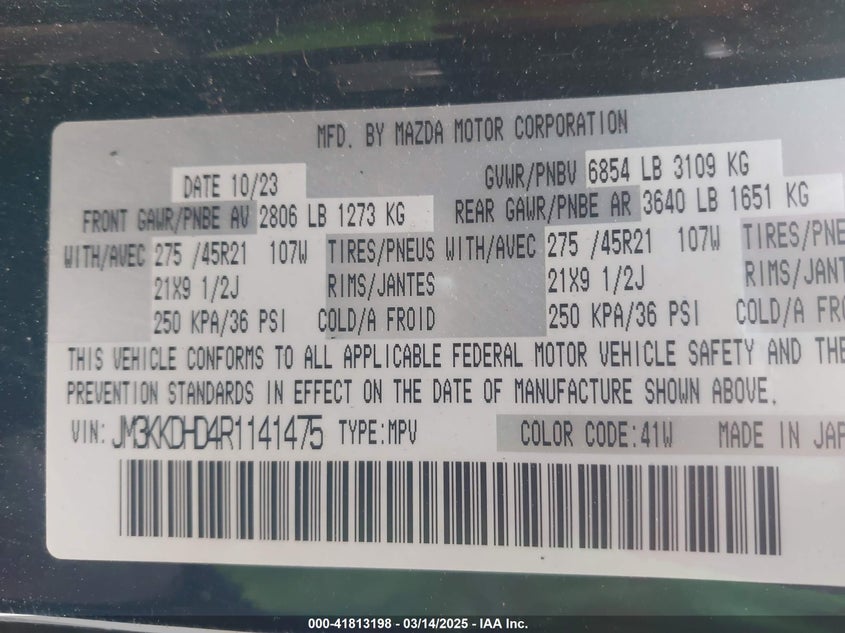 MFD. BY MAZDA MOTOR CORPORATION
DATE 10/23 GVWR/PNBV 6854 LB 3109 KG
FRONT GAWR/PNBE AV 2806 LB 1273 KG REAR GAWR/PNBE AR 3640 LB 1651 KG
WITH/AVEC 275 /45R21 107W TIRES/PNEUS WITH/AVEC 275 /45R21 107W TIRES/PNE
21X9 1/2J RIMS/JANTES 21X9 1/2J RIMS/JANT
250 KPA/36 PSI COLD/A FROID 250 KPA/36 PSI COLD/A FRO
THIS VEHICLE CONFORMS TO ALL APPLICABLE FEDERAL MOTOR VEHICLE SAFETY AND THE
PREVENTION STANDARDS IN EFFECT ON THE DATE OF MANUFACTURE SHOWN ABOVE.
VIN: JM3KKDHD4R1141475 TYPE:MPV COLOR CODE:41W MADE IN JAP
000-41813198 - 03/14/2025 - IAA Inc.